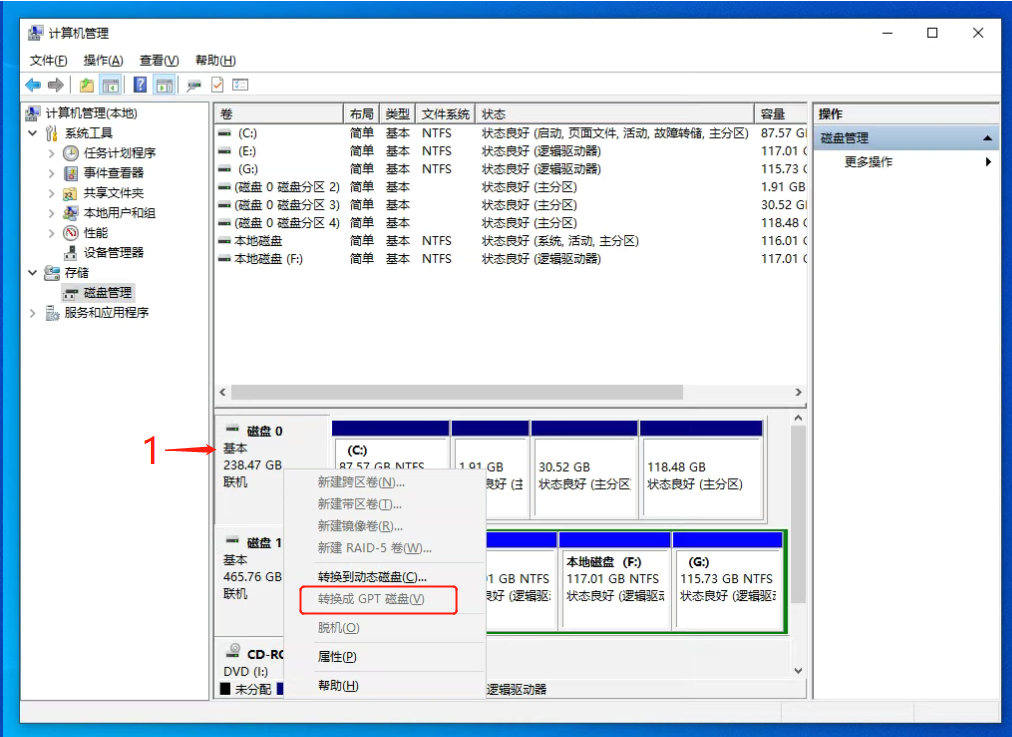 计算机管理
文件(F) 操作(A) 查看(V) 帮助(H)
计算机管理(本地)
系统工具
任务计划程序
事件查看器
共享文件夹
本地用户和组
性能
设备管理器
存储
磁盘管理
服务和应用程序
卷 布局 类型 文件系统 状态 容量
(C:) 简单 基本 NTFS 状态良好 (启动, 页面文件, 活动, 故障转储, 主分区) 87.57 G
(E:) 简单 基本 NTFS 状态良好 (逻辑驱动器) 117.01
(G:) 简单 基本 NTFS 状态良好 (逻辑驱动器) 115.73
(磁盘 0 磁盘分区 2) 简单 基本 状态良好 (主分区) 1.91 GB
(磁盘 0 磁盘分区 3) 简单 基本 状态良好 (主分区) 30.52 G
(磁盘 0 磁盘分区 4) 简单 基本 状态良好 (主分区) 118.48
本地磁盘 简单 基本 NTFS 状态良好 (系统, 活动, 主分区) 116.01
本地磁盘 (F:) 简单 基本 NTFS 状态良好 (逻辑驱动器) 117.01
操作
磁盘管理
更多操作
1
磁盘 0
基本
238.47 GB
联机
(C:)
87.57 GB NTFS
1.91 GB
良好 (主
30.52 GB
状态良好 (主分区
118.48 GB
状态良好 (主分区)
新建跨区卷(N)...
新建带区卷(T)...
新建镜像卷(R)...
新建 RAID-5 卷(W)...
转换到动态磁盘(C)...
转换成 GPT 磁盘(V)
脱机(O)
属性(P)
帮助(H)
磁盘 1
基本
465.76 GB
联机
1 GB NTFS
良好 (逻辑驱
本地磁盘 (F:)
117.01 GB NTFS
状态良好 (逻辑驱
(G:)
115.73 GB NTFS
状态良好 (逻辑驱
CD-RO
DVD (I:)
未分配
逻辑驱动器